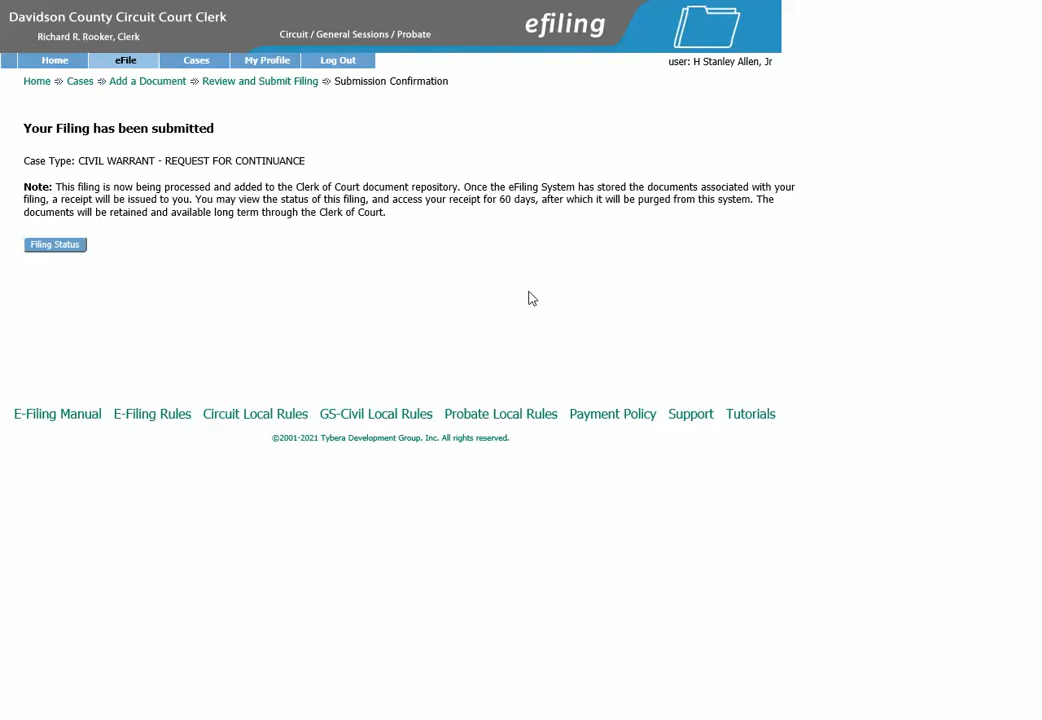 Davidson County Circuit Court Clerk
Richard R. Rooker, Clerk
Circuit / General Sessions / Probate
efiling
Home eFile Cases My Profile Log Out
user: H Stanley Allen, Jr
Home ⇨ Cases ⇨ Add a Document ⇨ Review and Submit Filing ⇨ Submission Confirmation
Your Filing has been submitted
Case Type: CIVIL WARRANT - REQUEST FOR CONTINUANCE
Note: This filing is now being processed and added to the Clerk of Court document repository. Once the eFiling System has stored the documents associated with your
filing, a receipt will be issued to you. You may view the status of this filing, and access your receipt for 60 days, after which it will be purged from this system. The
documents will be retained and available long term through the Clerk of Court.
Filing Status
E-Filing Manual E-Filing Rules Circuit Local Rules GS-Civil Local Rules Probate Local Rules Payment Policy Support Tutorials
©2001-2021 Tybera Development Group, Inc. All rights reserved.